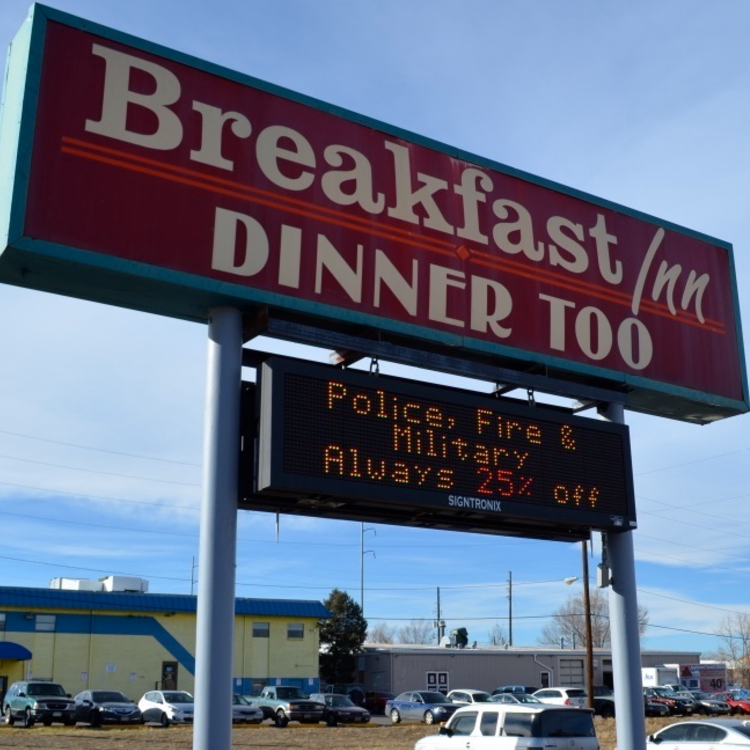 Breakfast Inn
DINNER TOO
Police, Fire &
Military
Always 25% off
SIGNTRONIX